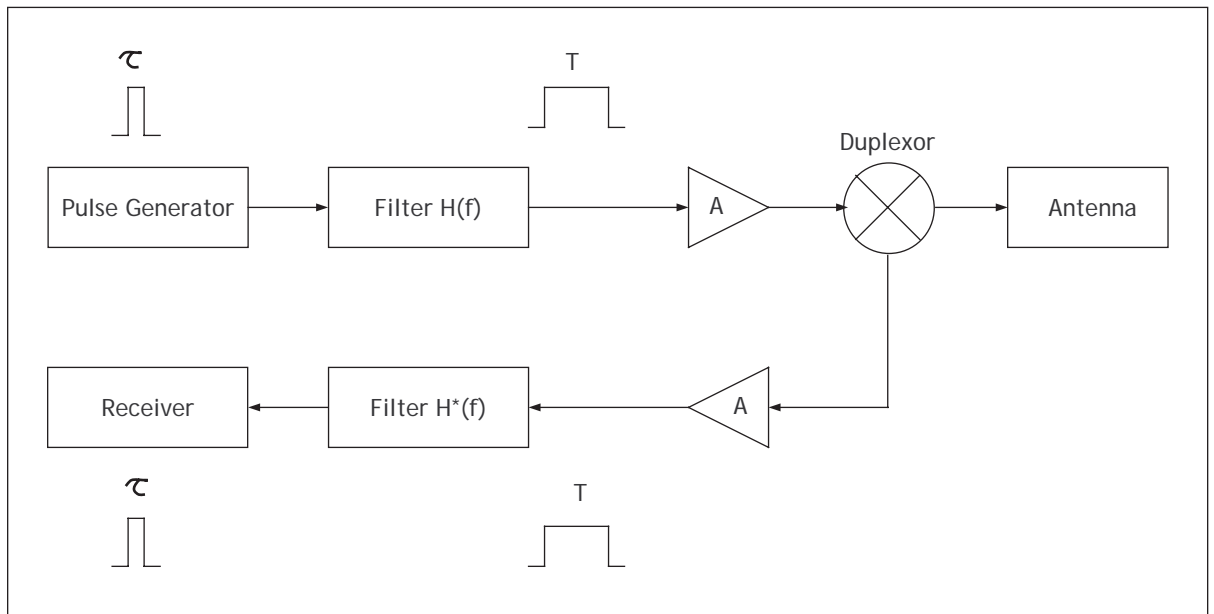 τ
T
Duplexor
Pulse Generator
Filter H(f)
A
Antenna
Receiver
Filter H*(f)
A
τ
T